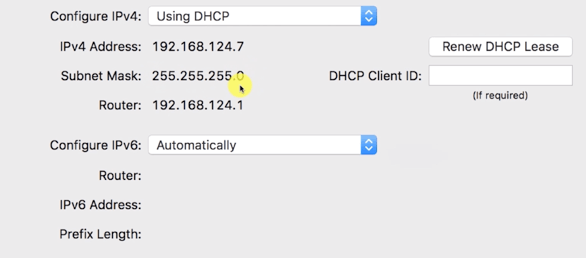 Configure IPv4: Using DHCP
IPv4 Address: 192.168.124.7 Renew DHCP Lease
Subnet Mask: 255.255.255.0 DHCP Client ID:
(If required)
Router: 192.168.124.1
Configure IPv6: Automatically
Router:
IPv6 Address:
Prefix Length: